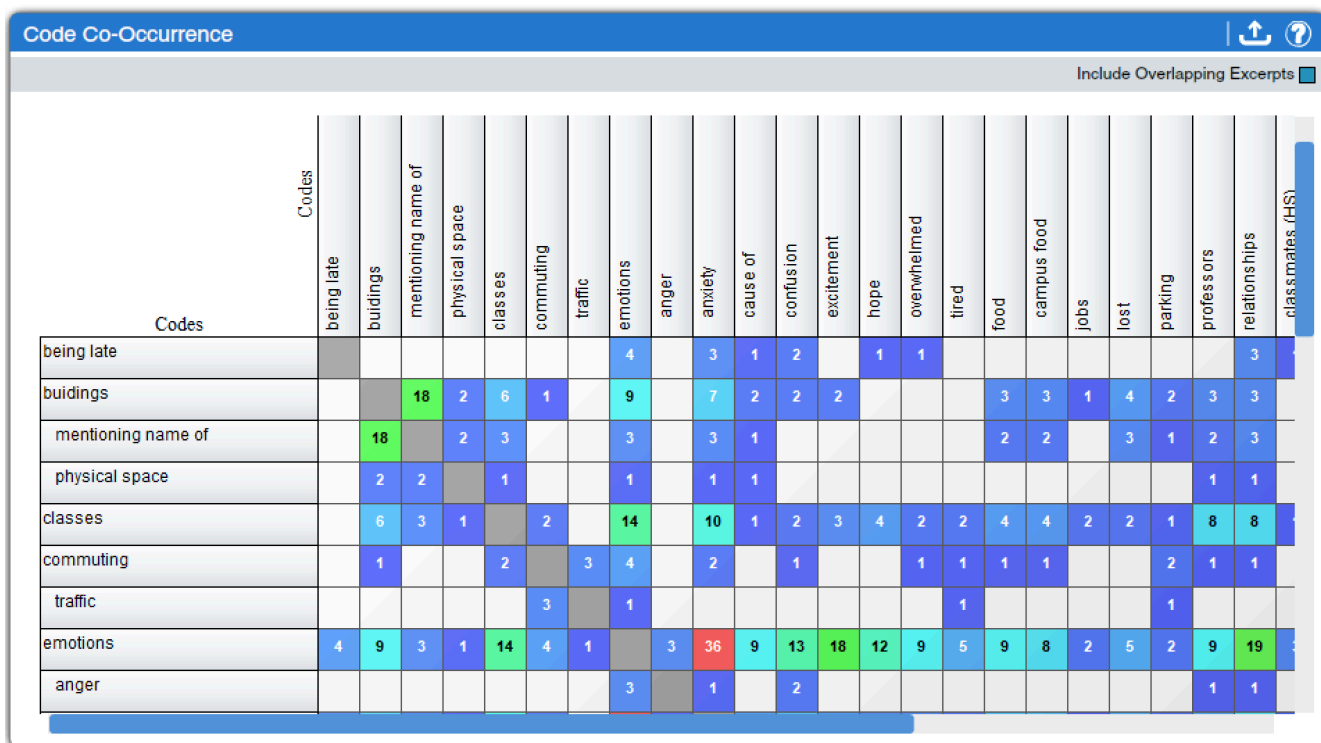 Code Co-Occurrence
Include Overlapping Excerpts
Codes
being late
buidings
mentioning name of
physical space
classes
commuting
traffic
emotions
anger
anxiety
cause of
confusion
excitement
hope
overwhelmed
tired
food
campus food
jobs
lost
parking
professors
relationships
classmates (HS)
Codes
being late 4 3 1 2 1 1 3 1
buidings 18 2 6 1 9 7 2 2 2 3 3 1 4 2 3 3
mentioning name of 18 2 3 3 3 1 2 2 3 1 2 3
physical space 2 2 1 1 1 1 1 1
classes 6 3 1 2 14 10 1 2 3 4 2 2 4 4 2 2 1 8 8 1
commuting 1 2 3 4 2 1 1 1 1 1 2 1 1
traffic 3 1 1 1
emotions 4 9 3 1 14 4 1 3 36 9 13 18 12 9 5 9 8 2 5 2 9 19 3
anger 3 1 2 1 1